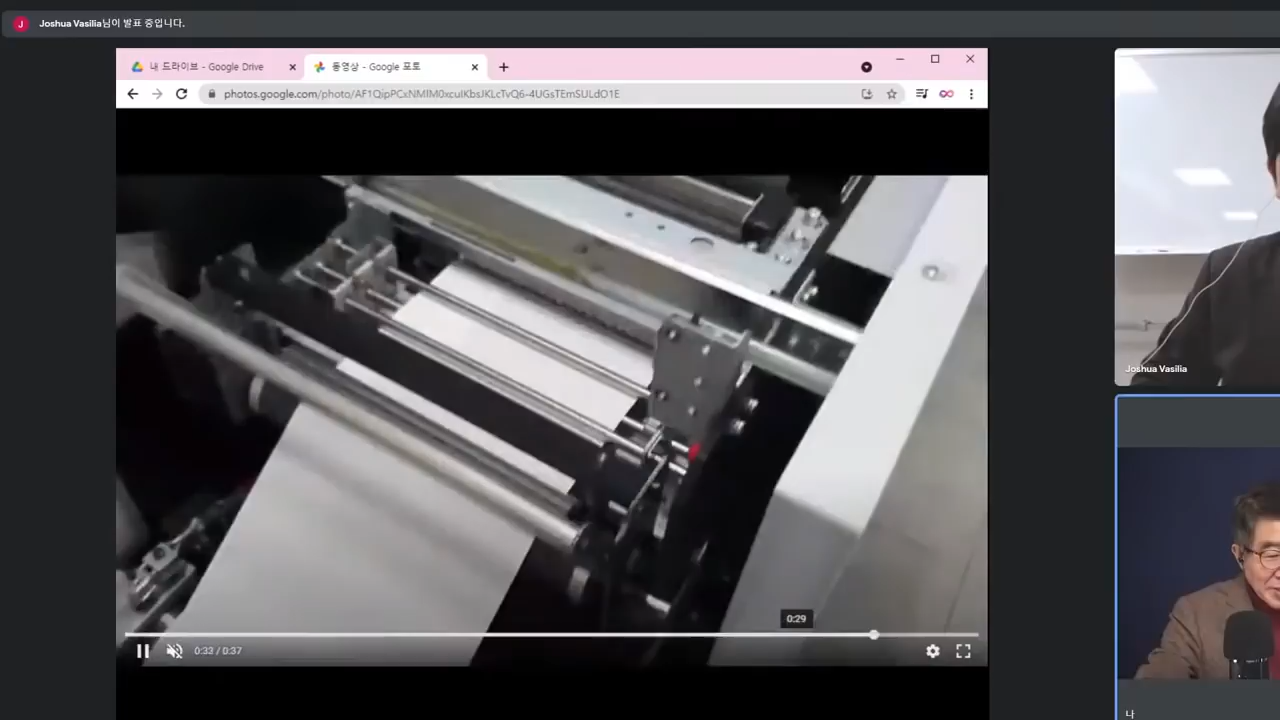 J Joshua Vasilia님이 발표 중입니다.
내 드라이브 - Google Drive
동영상 - Google 포토
photos.google.com/photo/
0:29
0:33 / 0:37
Joshua Vasilia
나